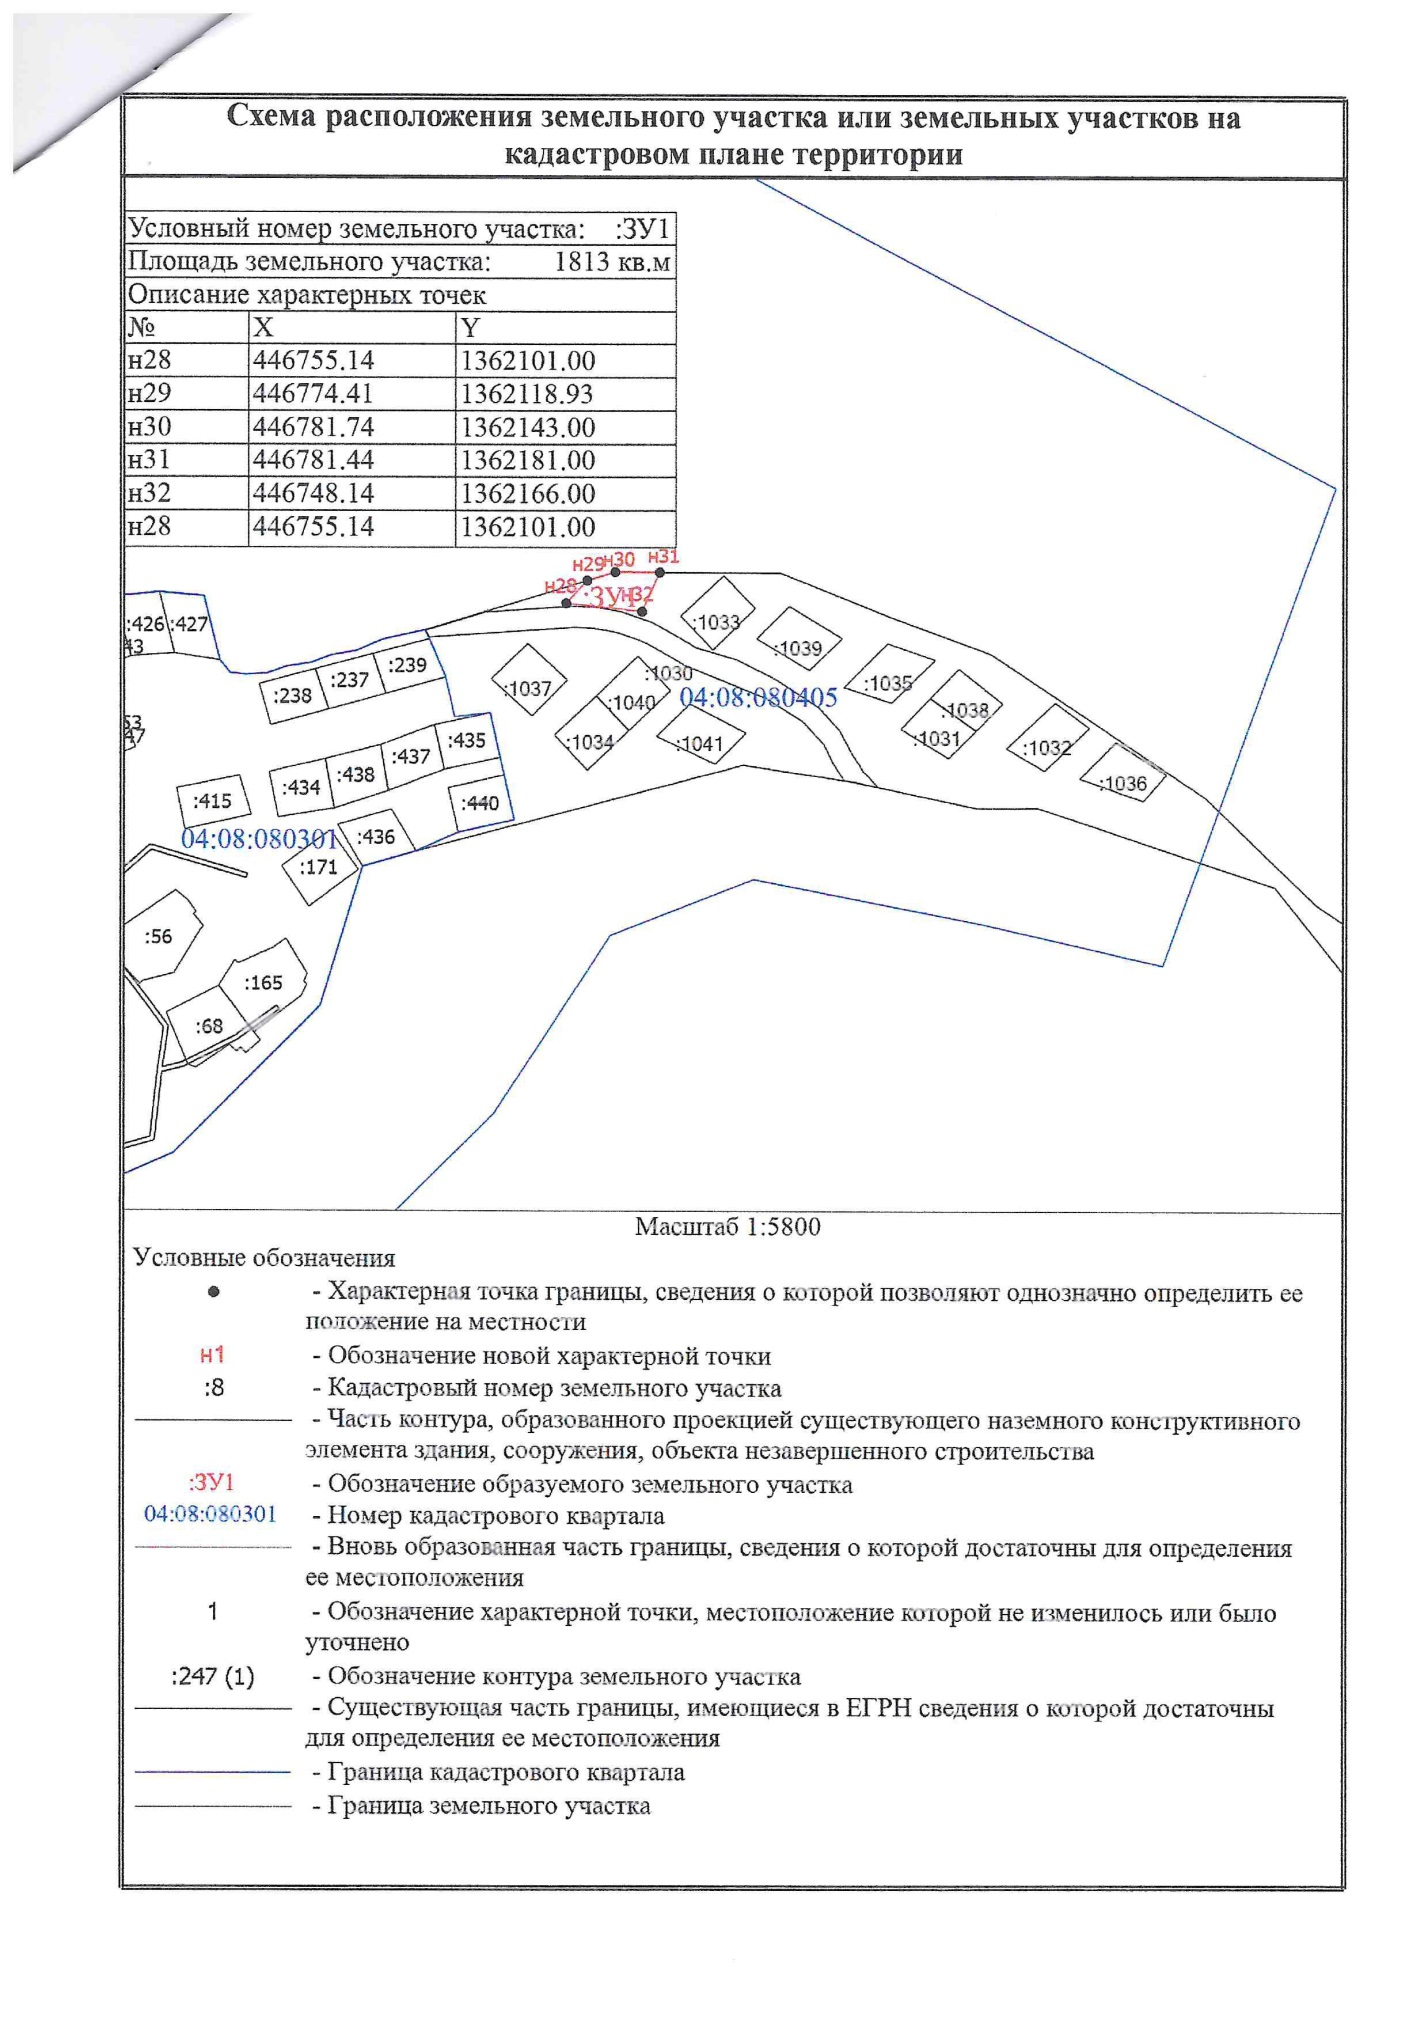 Схема расположения земельного участка или земельных участков на
кадастровом плане территории
Условный номер земельного участка: :ЗУ1
Площадь земельного участка: 1813 кв.м
Описание характерных точек
№ X Y
н28 446755.14 1362101.00
н29 446774.41 1362118.93
н30 446781.74 1362143.00
н31 446781.44 1362181.00
н32 446748.14 1362166.00
н28 446755.14 1362101.00
н29 н30 н31
н28 :ЗУ1 н32
:426 :427
43
:1033
:1039
:239
:237
:238
:1030
:1037
:1035
04:08:080405
:1040
:1038
53
47
:435
:1034
:1041
:1031
:1032
:437
:438
:434
:1036
:415
:440
04:08:080301
:436
:171
:56
:165
:68
Масштаб 1:5800
Условные обозначения
- Характерная точка границы, сведения о которой позволяют однозначно определить ее
положение на местности
н1 - Обозначение новой характерной точки
:8 - Кадастровый номер земельного участка
- Часть контура, образованного проекцией существующего наземного конструктивного
элемента здания, сооружения, объекта незавершенного строительства
:ЗУ1 - Обозначение образуемого земельного участка
04:08:080301 - Номер кадастрового квартала
- Вновь образованная часть границы, сведения о которой достаточны для определения
ее местоположения
1 - Обозначение характерной точки, местоположение которой не изменилось или было
уточнено
:247 (1) - Обозначение контура земельного участка
- Существующая часть границы, имеющиеся в ЕГРН сведения о которой достаточны
для определения ее местоположения
- Граница кадастрового квартала
- Граница земельного участка